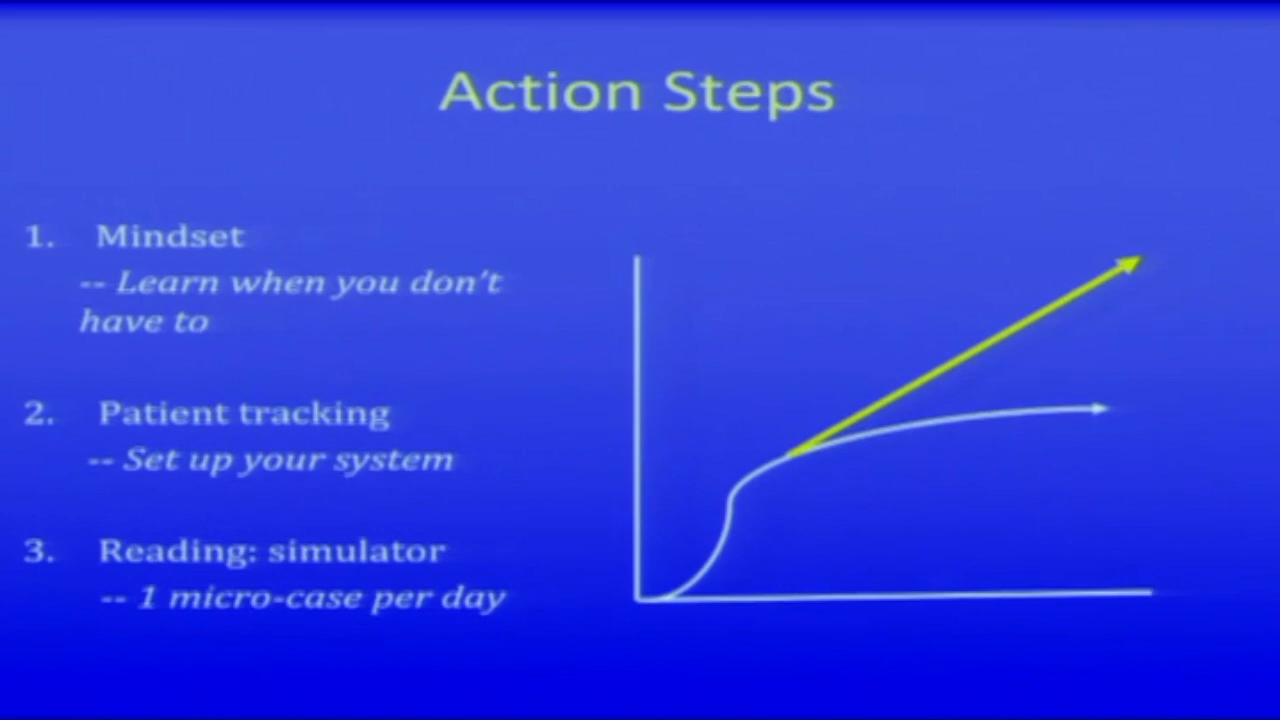 Action Steps
1. Mindset
-- Learn when you don't
have to
2. Patient tracking
-- Set up your system
3. Reading: simulator
-- 1 micro-case per day